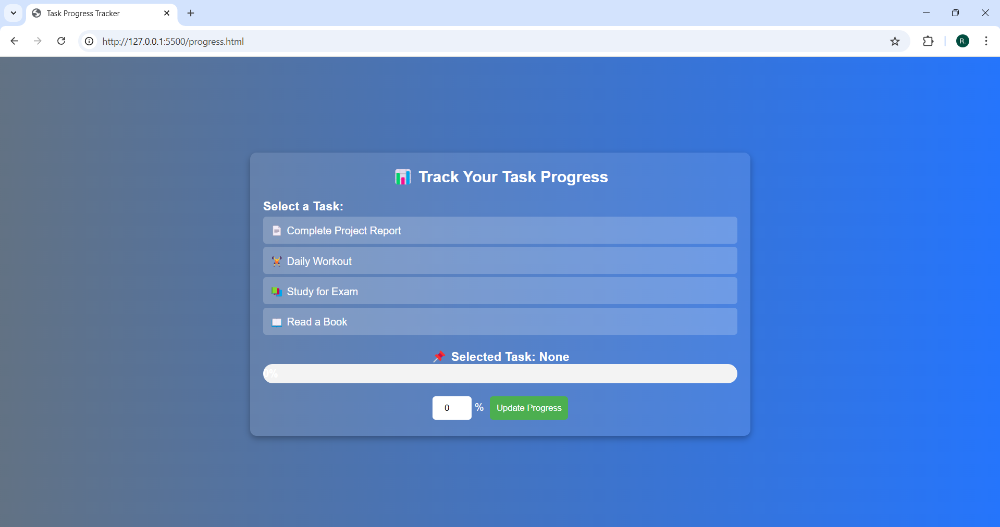 Task Progress Tracker
http://127.0.0.1:5500/progress.html
R.
Track Your Task Progress
Select a Task:
Complete Project Report
Daily Workout
Study for Exam
Read a Book
Selected Task: None
0%
0 % Update Progress